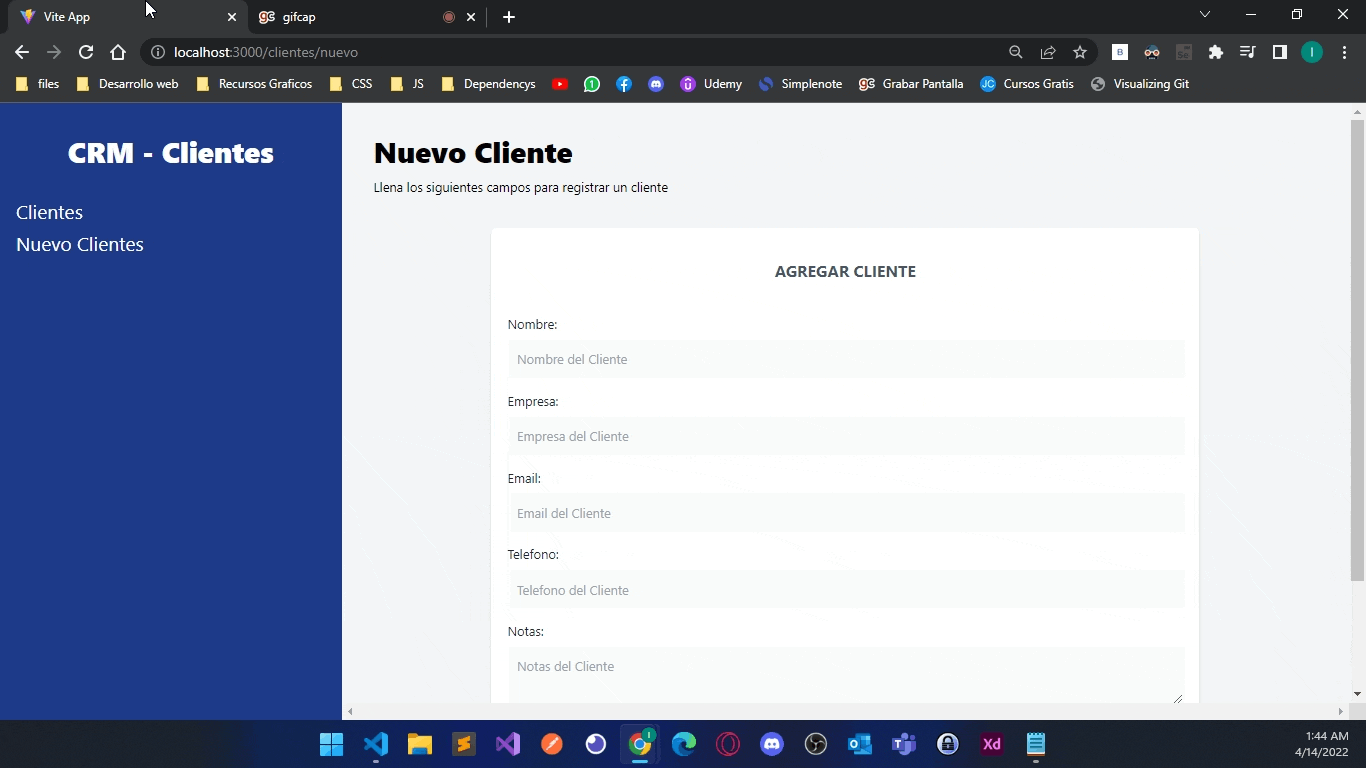 Vite App
gifcap
localhost:3000/clientes/nuevo
files
Desarrollo web
Recursos Graficos
CSS
JS
Dependencys
Udemy
Simplenote
Grabar Pantalla
Cursos Gratis
Visualizing Git
CRM - Clientes
Clientes
Nuevo Clientes
Nuevo Cliente
Llena los siguientes campos para registrar un cliente
AGREGAR CLIENTE
Nombre:
Nombre del Cliente
Empresa:
Empresa del Cliente
Email:
Email del Cliente
Telefono:
Telefono del Cliente
Notas:
Notas del Cliente
1:44 AM
4/14/2022